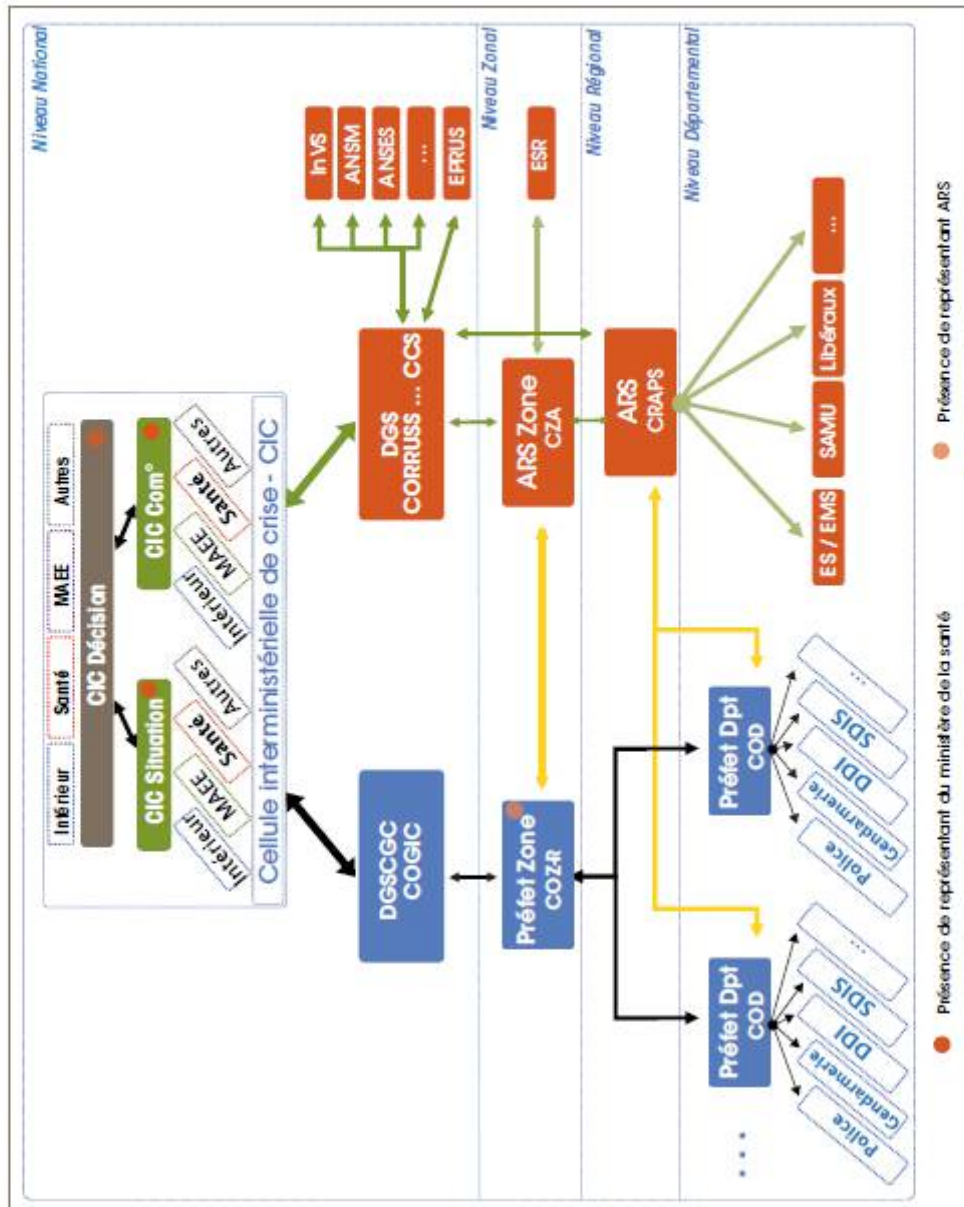 Niveau National
Intérieur
Santé
MAEE
Autres
CIC Décision
CIC Situation
CIC Com°
Intérieur
MAEE
Santé
Autres
Intérieur
MAEE
Santé
Autres
Cellule interministérielle de crise - CIC
DGSCGC
COGIC
DGS
CORRUSS ... CCS
InVS
ANSM
ANSES
...
EPRUS
Niveau Zonal
Préfet Zone
COZ-R
ARS Zone
CZA
ESR
Niveau Régional
ARS
CRAPS
Niveau Départemental
...
Préfet Dpt
COD
Préfet Dpt
COD
Police
Gendarmerie
DDI
SDIS
...
Police
Gendarmerie
DDI
SDIS
...
ES / EMS
SAMU
Libéraux
...
Présence de représentant du ministère de la santé
Présence de représentant ARS